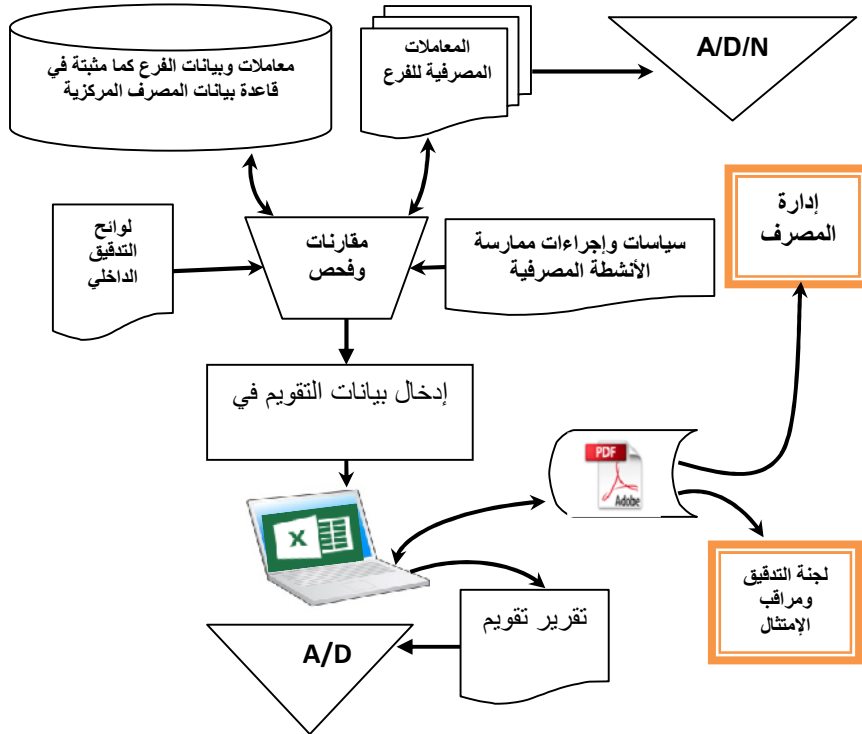 معاملات وبيانات الفرع كما مثبتة في
قاعدة بيانات المصرف المركزية
المعاملات
المصرفية للفرع
A/D/N
إدارة
المصرف
لوائح
التدقيق
الداخلي
مقارنات
وفحص
سياسات وإجراءات ممارسة
الأنشطة المصرفية
إدخال بيانات التقويم في
PDF
Adobe
X
لجنة التدقيق
ومراقب
الإمتثال
تقرير تقويم
A/D